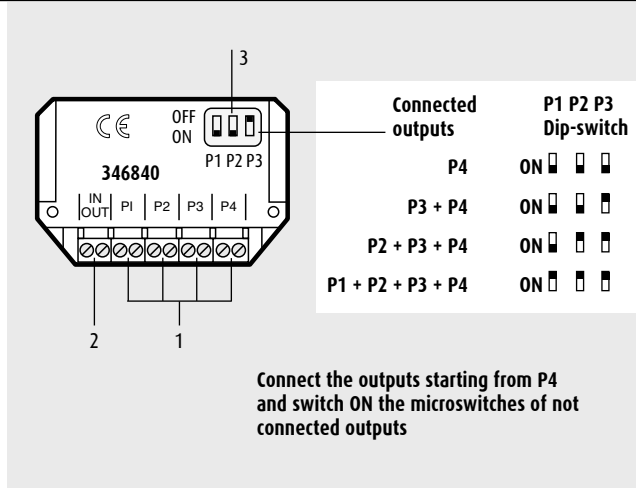 3
CE
OFF
ON
P1 P2 P3
346840
IN
OUT
PI
P2
P3
P4
2
1
Connected
outputs
P1 P2 P3
Dip-switch
P4 ON
P3 + P4 ON
P2 + P3 + P4 ON
P1 + P2 + P3 + P4 ON
Connect the outputs starting from P4
and switch ON the microswitches of not
connected outputs